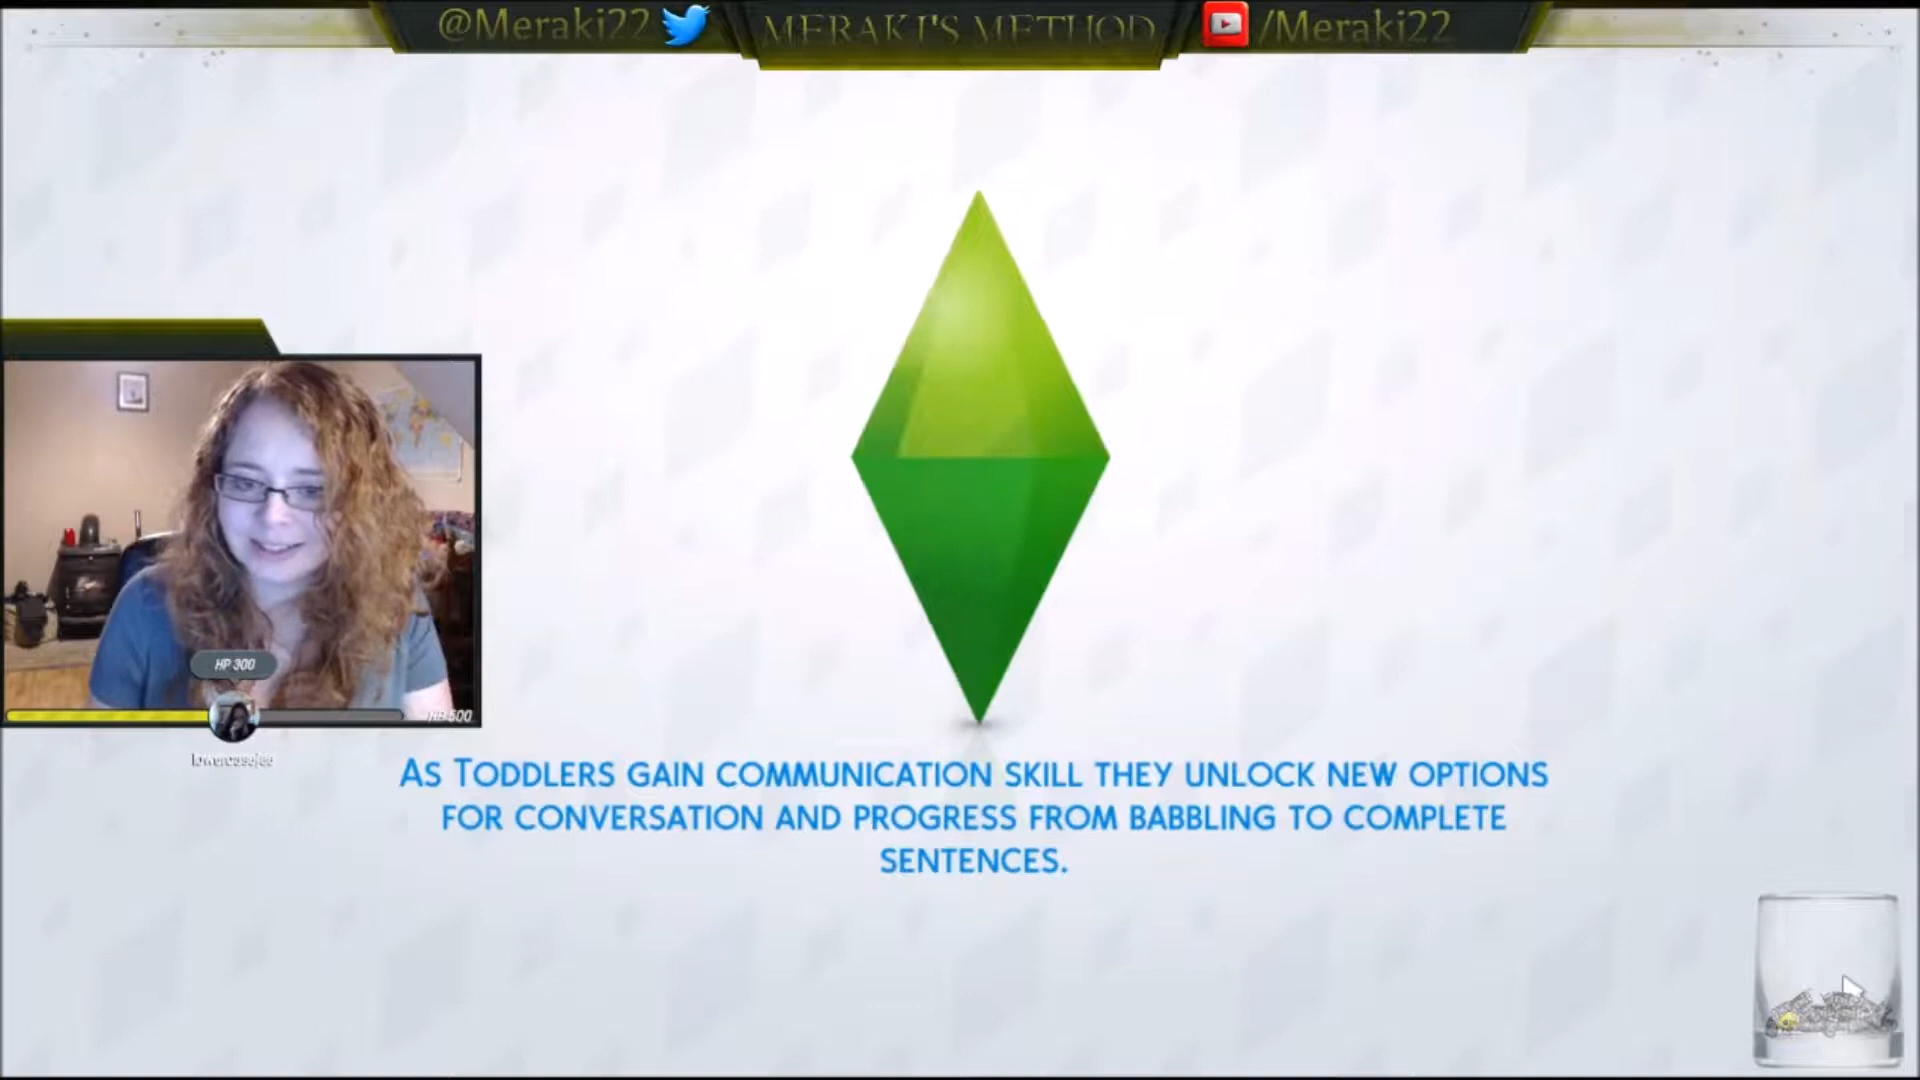 @Meraki22
MERAKI'S METHOD
/Meraki22
HP 300
HP 500
lowercasejee
AS TODDLERS GAIN COMMUNICATION SKILL THEY UNLOCK NEW OPTIONS
FOR CONVERSATION AND PROGRESS FROM BABBLING TO COMPLETE
SENTENCES.